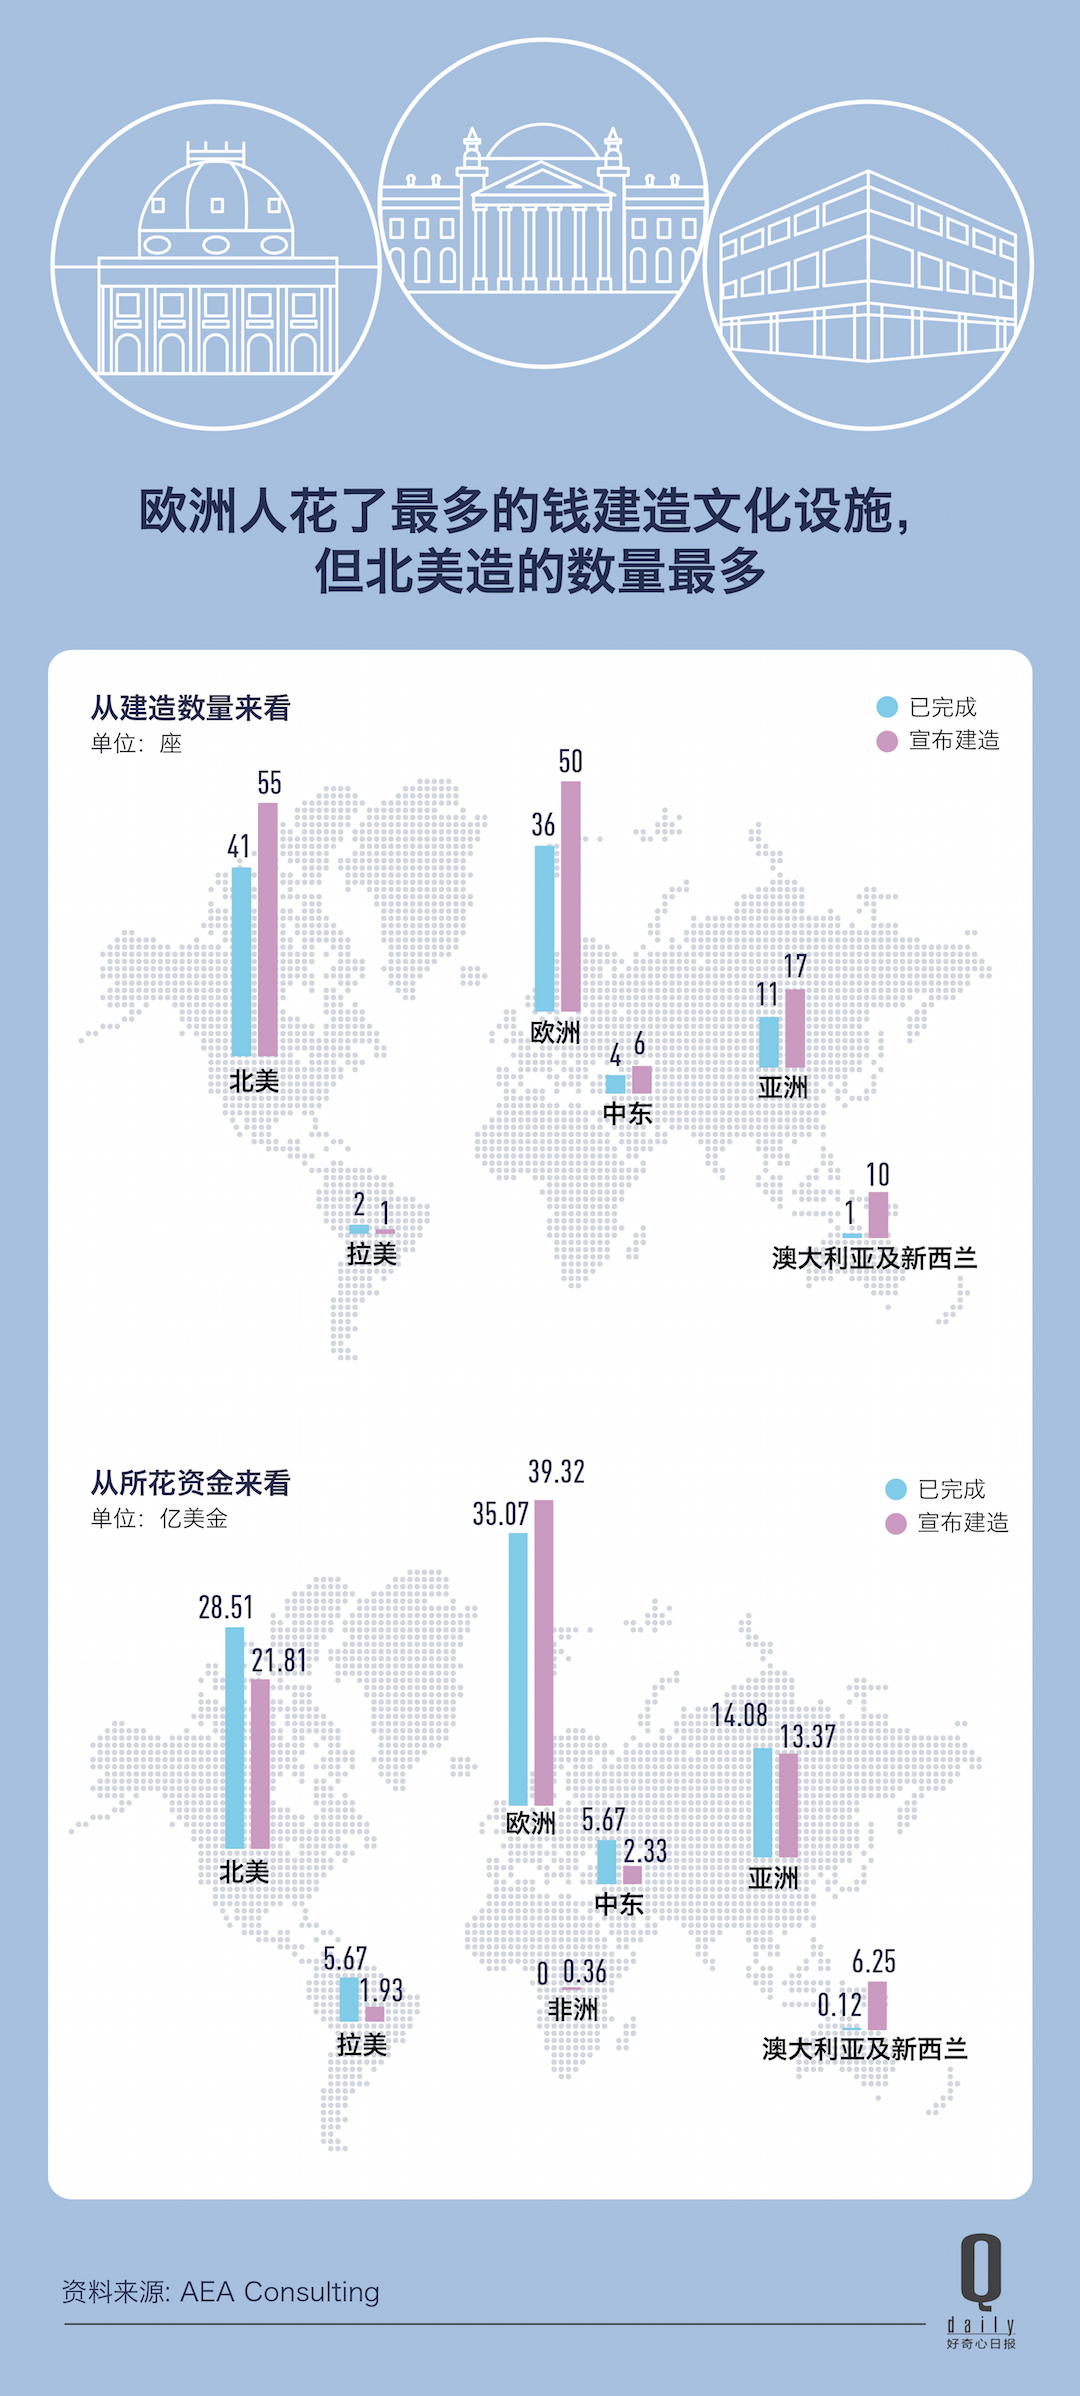 欧洲人花了最多的钱建造文化设施,
但北美造的数量最多
从建造数量来看
单位：座
已完成
宣布建造
41
55
北美
36
50
欧洲
4
6
中东
11
17
亚洲
2
1
拉美
1
10
澳大利亚及新西兰
从所花资金来看
单位：亿美金
已完成
宣布建造
28.51
21.81
北美
35.07
39.32
欧洲
5.67
2.33
中东
14.08
13.37
亚洲
5.67
1.93
拉美
0
0.36
非洲
0.12
6.25
澳大利亚及新西兰
资料来源: AEA Consulting
Q
daily
好奇心日报